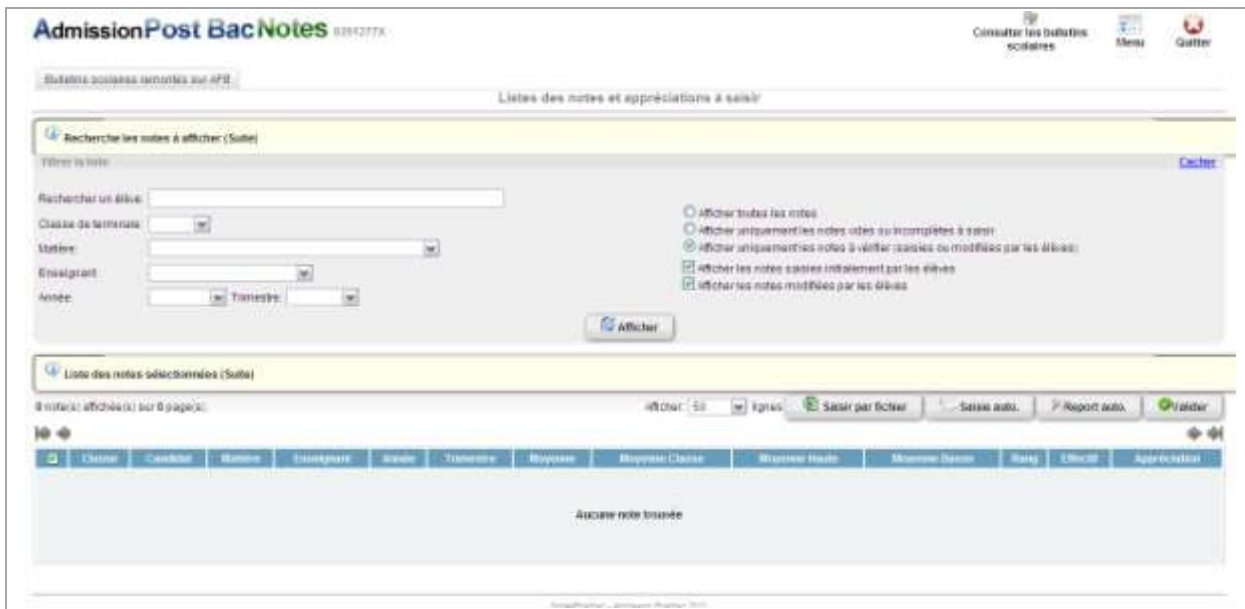 AdmissionPost BacNotes
Consulter les bulletins scolaires
Menu
Quitter
Bulletins scolaires remontés sur APB
Listes des notes et appréciations à saisir
Recherche les notes à afficher (Suite)
Filtrer la liste
Cacher
Rechercher un élève:
Classe de terminale:
Matière:
Enseignant:
Année: Trimestre:
Afficher toutes les notes
Afficher uniquement les notes vides ou incomplètes à saisir
Afficher uniquement les notes à vérifier (saisies ou modifiées par les élèves)
Afficher les notes saisies initialement par les élèves
Afficher les notes modifiées par les élèves
Afficher
Liste des notes sélectionnées (Suite)
0 note(s) affichée(s) sur 0 page(s)
Afficher: 50 lignes
Saisir par fichier
Saisie auto.
Report auto.
Valider
Classe Candidat Matière Enseignant Année Trimestre Moyenne Moyenne Classe Moyenne Haute Moyenne Basse Rang Effectif Appréciation
Aucune note trouvée